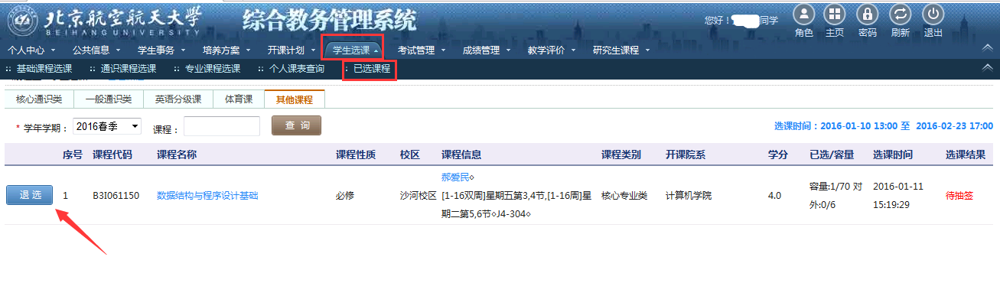 北京航空航天大学
BEIHANG UNIVERSITY
综合教务管理系统
您好！ 同学
角色 主页 密码 刷新 退出
个人中心 公共信息 学生事务 培养方案 开课计划 学生选课 考试管理 成绩管理 教学评价 研究生课程
基础课程选课 通识课程选课 专业课程选课 个人课表查询 已选课程
核心通识类 一般通识类 英语分级课 体育课 其他课程
* 学年学期： 2016春季 课程： 查 询 选课时间：2016-01-10 13:00 至 2016-02-23 17:00
序号 课程代码 课程名称 课程性质 校区 课程信息 课程类别 开课院系 学分 已选/容量 选课时间 选课结果
退 选 1 B3I061150 数据结构与程序设计基础 必修 沙河校区 郝爱民◇
[1-16双周]星期五第3,4节,[1-16周]星
期二第5,6节◇J4-304◇ 核心专业类 计算机学院 4.0 容量:1/70 对
外:0/6 2016-01-11
15:19:29 待抽签